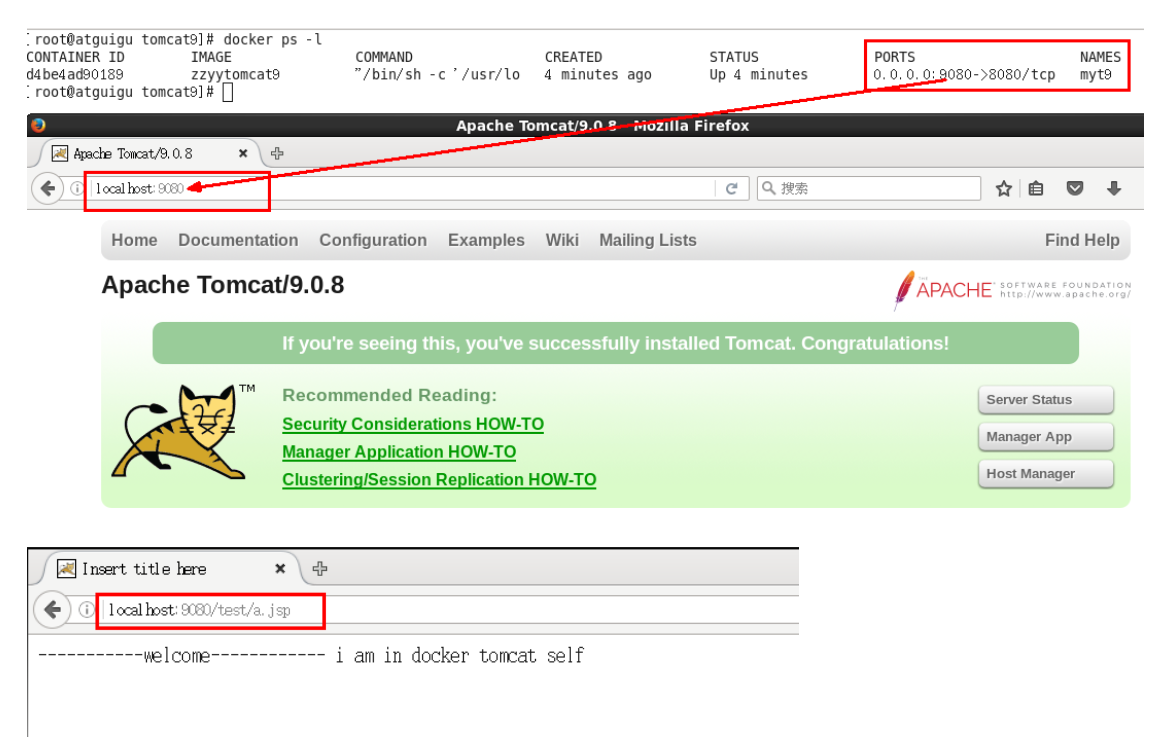 [root@atguigu tomcat9]# docker ps -l
CONTAINER ID IMAGE COMMAND CREATED STATUS PORTS NAMES
d4be4ad90189 zzyytomcat9 "/bin/sh -c '/usr/lo 4 minutes ago Up 4 minutes 0.0.0.0:9080->8080/tcp myt9
[root@atguigu tomcat9]#
Apache Tomcat/9.0.8 - Mozilla Firefox
Apache Tomcat/9.0.8
localhost:9080
搜索
Home Documentation Configuration Examples Wiki Mailing Lists Find Help
Apache Tomcat/9.0.8
THE APACHE SOFTWARE FOUNDATION
http://www.apache.org/
If you're seeing this, you've successfully installed Tomcat. Congratulations!
TM
Recommended Reading:
Security Considerations HOW-TO
Manager Application HOW-TO
Clustering/Session Replication HOW-TO
Server Status
Manager App
Host Manager
Insert title here
localhost:9080/test/a.jsp
-----------welcome------------ i am in docker tomcat self